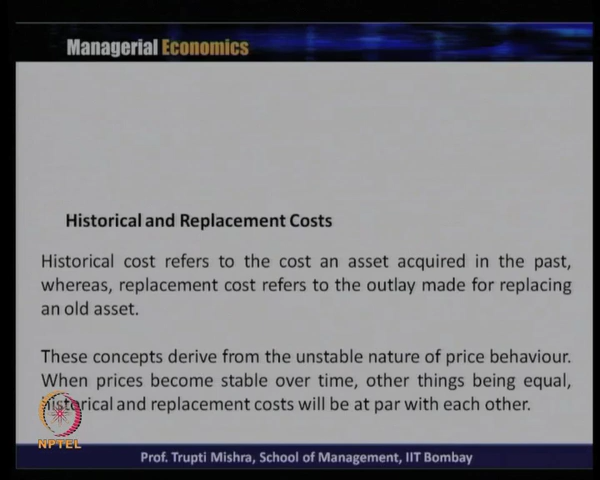 Managerial Economics
Historical and Replacement Costs
Historical cost refers to the cost an asset acquired in the past,
whereas, replacement cost refers to the outlay made for replacing
an old asset.
These concepts derive from the unstable nature of price behaviour.
When prices become stable over time, other things being equal,
historical and replacement costs will be at par with each other.
NPTEL
Prof. Trupti Mishra, School of Management, IIT Bombay